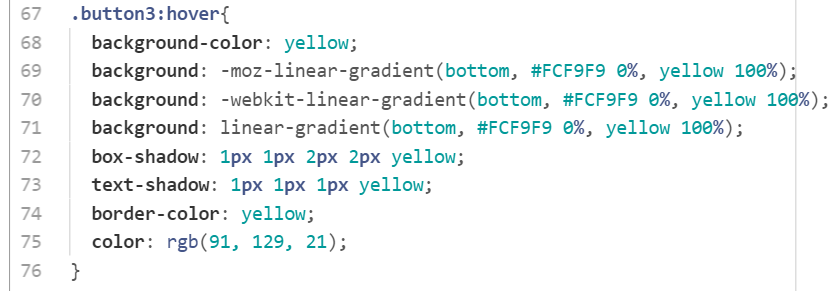 67 .button3:hover{
68 background-color: yellow;
69 background: -moz-linear-gradient(bottom, #FCF9F9 0%, yellow 100%);
70 background: -webkit-linear-gradient(bottom, #FCF9F9 0%, yellow 100%);
71 background: linear-gradient(bottom, #FCF9F9 0%, yellow 100%);
72 box-shadow: 1px 1px 2px 2px yellow;
73 text-shadow: 1px 1px 1px yellow;
74 border-color: yellow;
75 color: rgb(91, 129, 21);
76 }